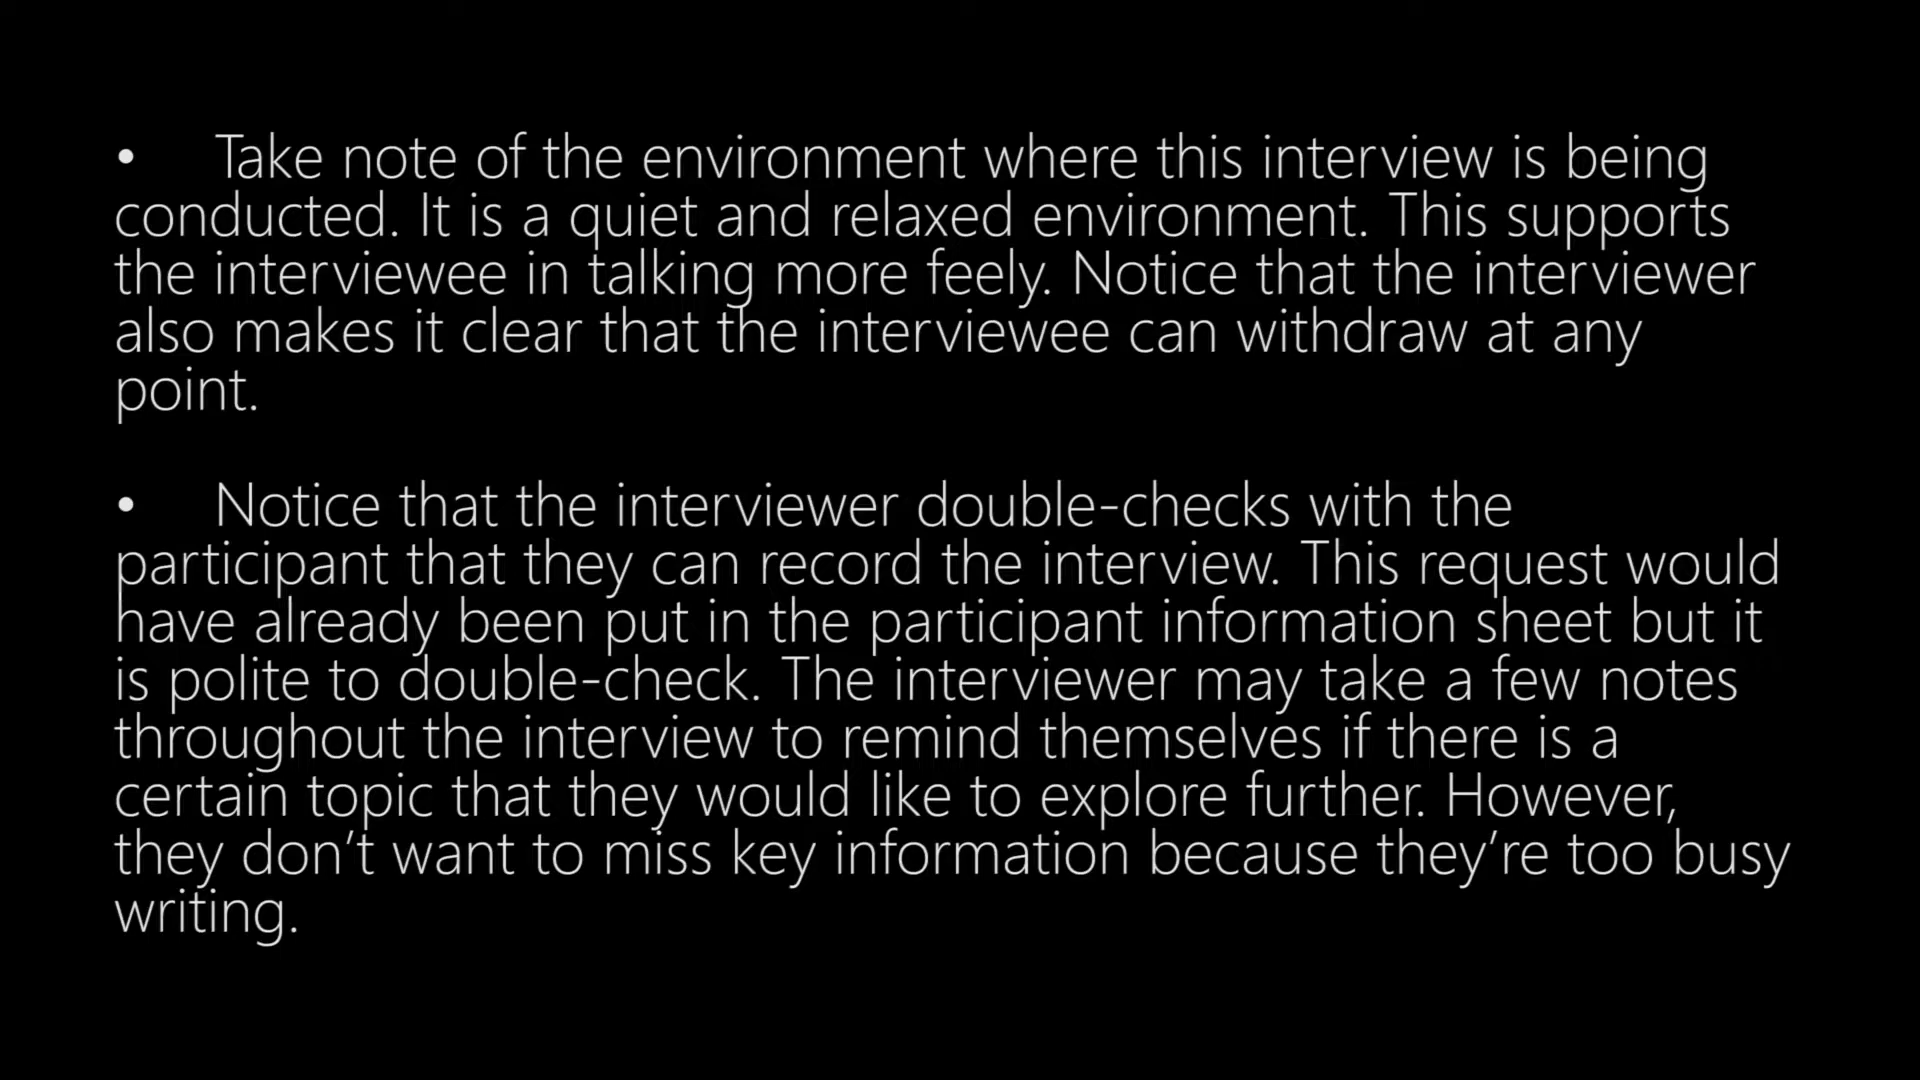 • Take note of the environment where this interview is being
conducted. It is a quiet and relaxed environment. This supports
the interviewee in talking more feely. Notice that the interviewer
also makes it clear that the interviewee can withdraw at any
point.
• Notice that the interviewer double-checks with the
participant that they can record the interview. This request would
have already been put in the participant information sheet but it
is polite to double-check. The interviewer may take a few notes
throughout the interview to remind themselves if there is a
certain topic that they would like to explore further. However,
they don’t want to miss key information because they’re too busy
writing.